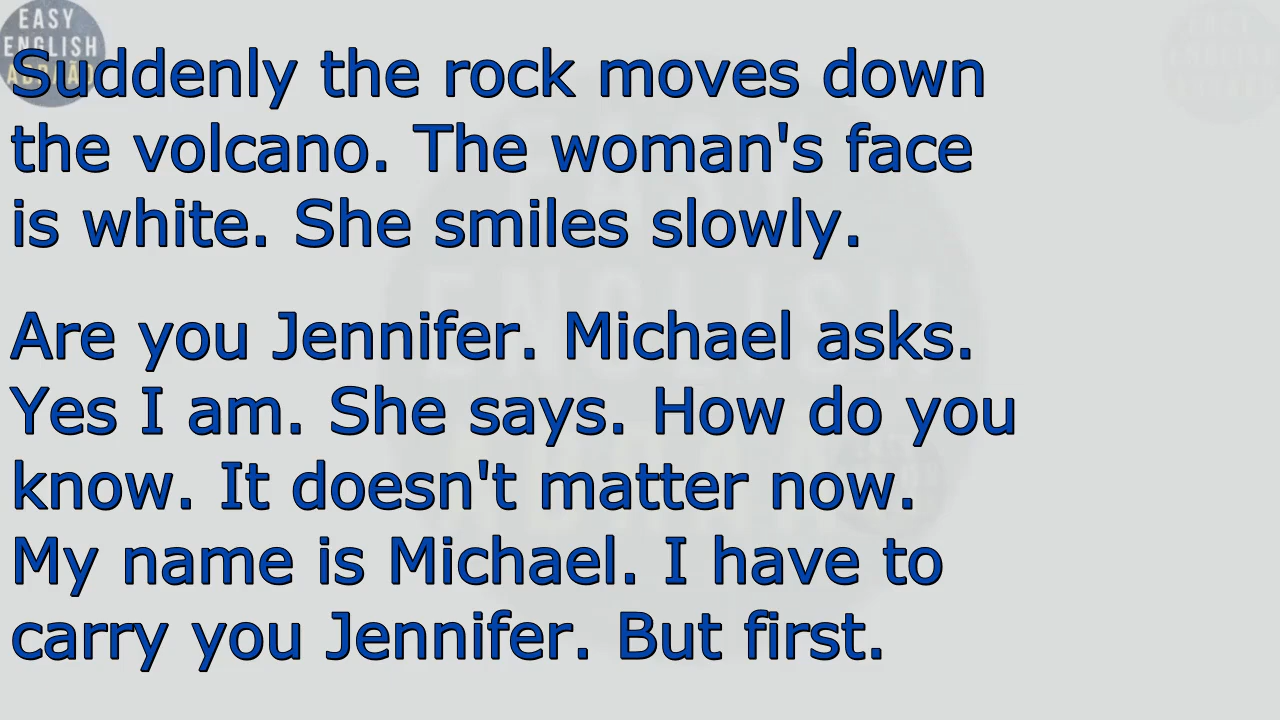 EASY
ENGLISH
Suddenly the rock moves down
the volcano. The woman's face
is white. She smiles slowly.
Are you Jennifer. Michael asks.
Yes I am. She says. How do you
know. It doesn't matter now.
My name is Michael. I have to
carry you Jennifer. But first.